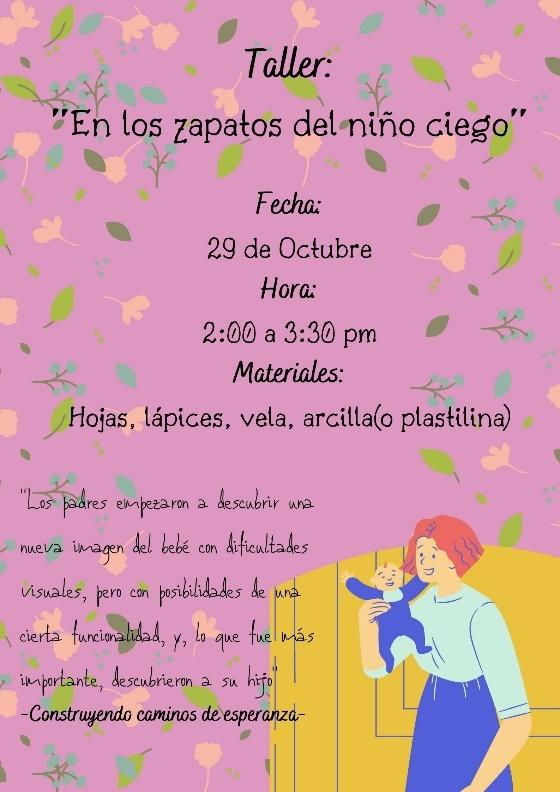 Taller:
"En los zapatos del niño ciego"
Fecha:
29 de Octubre
Hora:
2:00 a 3:30 pm
Materiales:
Hojas, lápices, vela, arcilla(o plastilina)
"Los padres empezaron a descubrir una
nueva imagen del bebé con dificultades
visuales, pero con posibilidades de una
cierta funcionalidad, y, lo que fue más
importante, descubrieron a su hijo"
-Construyendo caminos de esperanza-